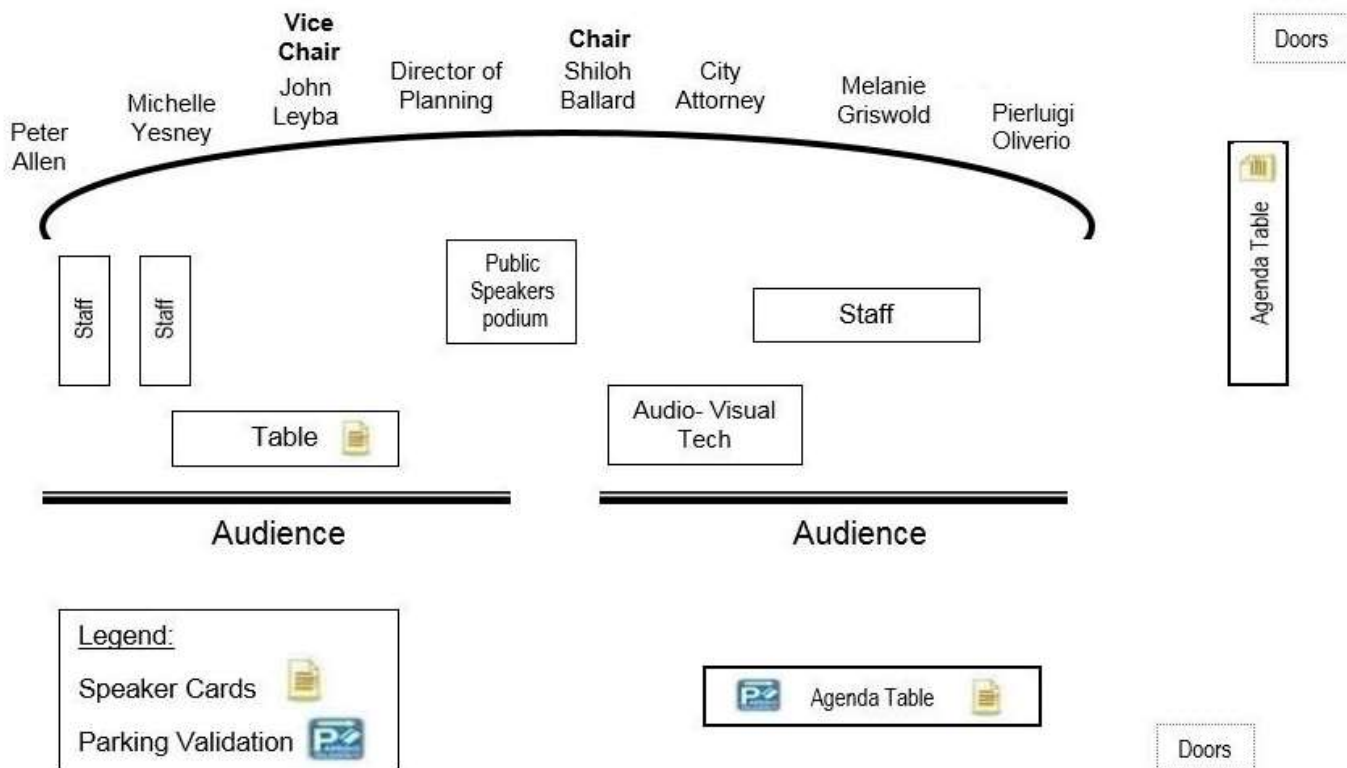 Vice
Chair
John
Leyba
Chair
Shiloh
Ballard
Director of
Planning
City
Attorney
Michelle
Yesney
Melanie
Griswold
Peter
Allen
Pierluigi
Oliverio
Doors
Agenda Table
Staff
Staff
Public
Speakers
podium
Staff
Table
Audio- Visual
Tech
Audience
Audience
Legend:
Speaker Cards
Parking Validation
P
Agenda Table
P
Doors